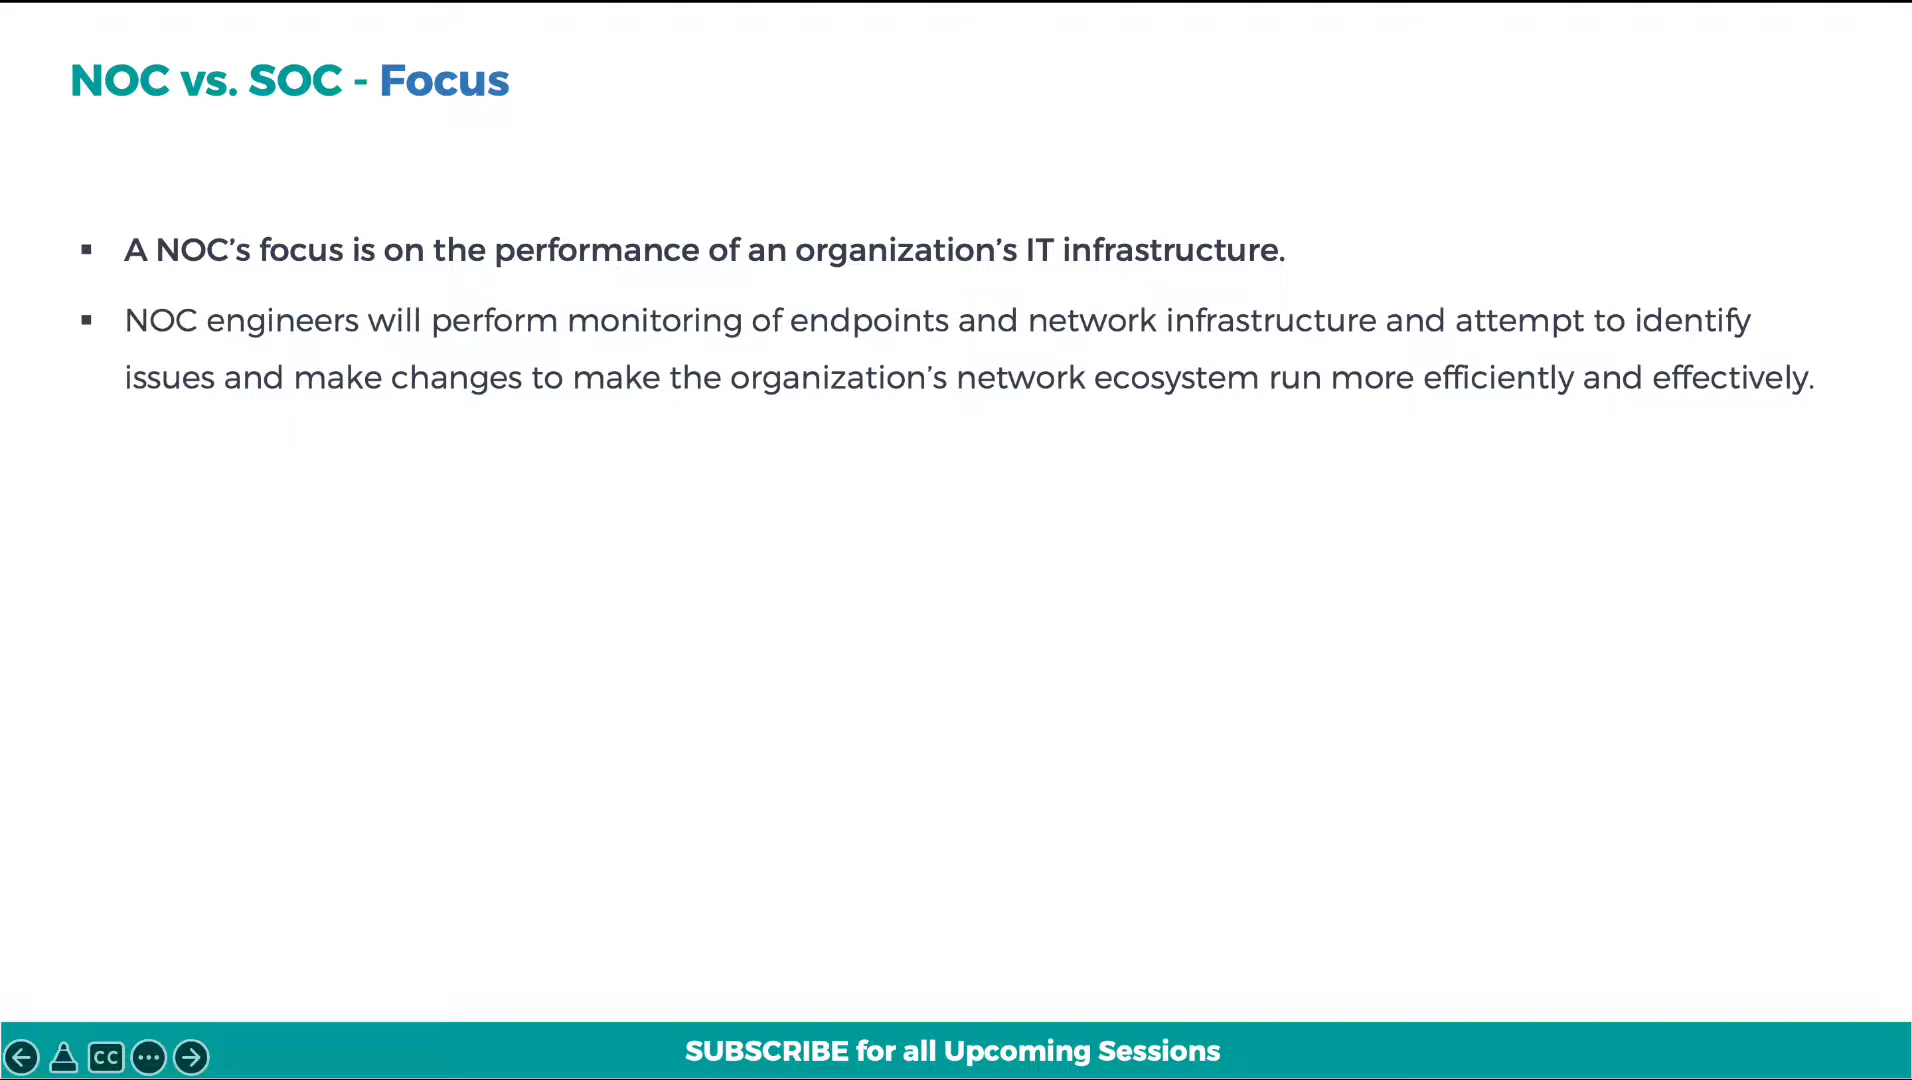 NOC vs. SOC - Focus
▪ A NOC’s focus is on the performance of an organization’s IT infrastructure.
▪ NOC engineers will perform monitoring of endpoints and network infrastructure and attempt to identify
issues and make changes to make the organization’s network ecosystem run more efficiently and effectively.
CC
SUBSCRIBE for all Upcoming Sessions